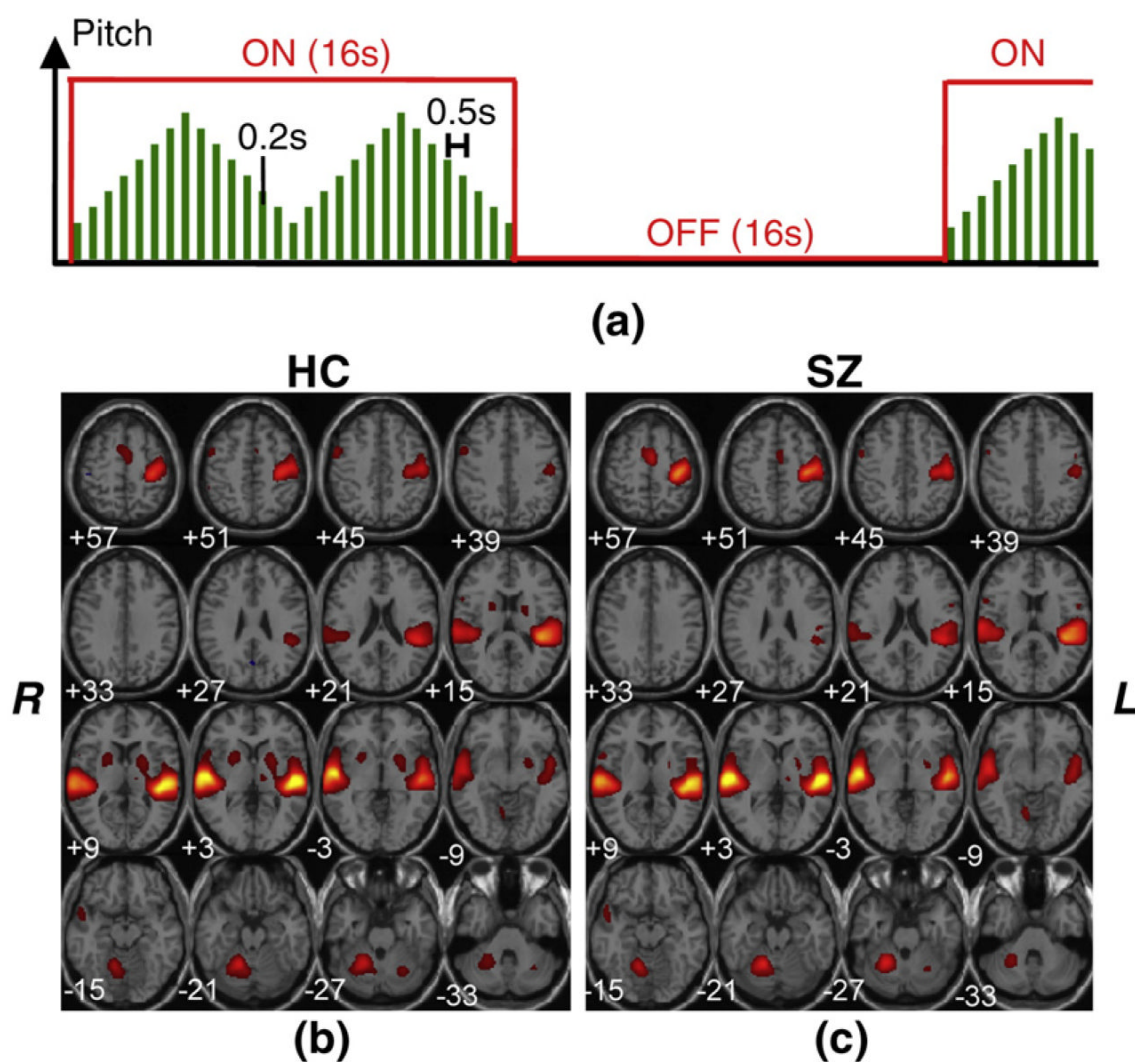 Pitch
ON (16s)
ON
0.5s
0.2s
OFF (16s)
(a)
HC
SZ
+57 +51 +45 +39
+57 +51 +45 +39
R
+33 +27 +21 +15
+33 +27 +21 +15
L
+9 +3 -3 -9
+9 +3 -3 -9
-15 -21 -27 -33
-15 -21 -27 -33
(b)
(c)